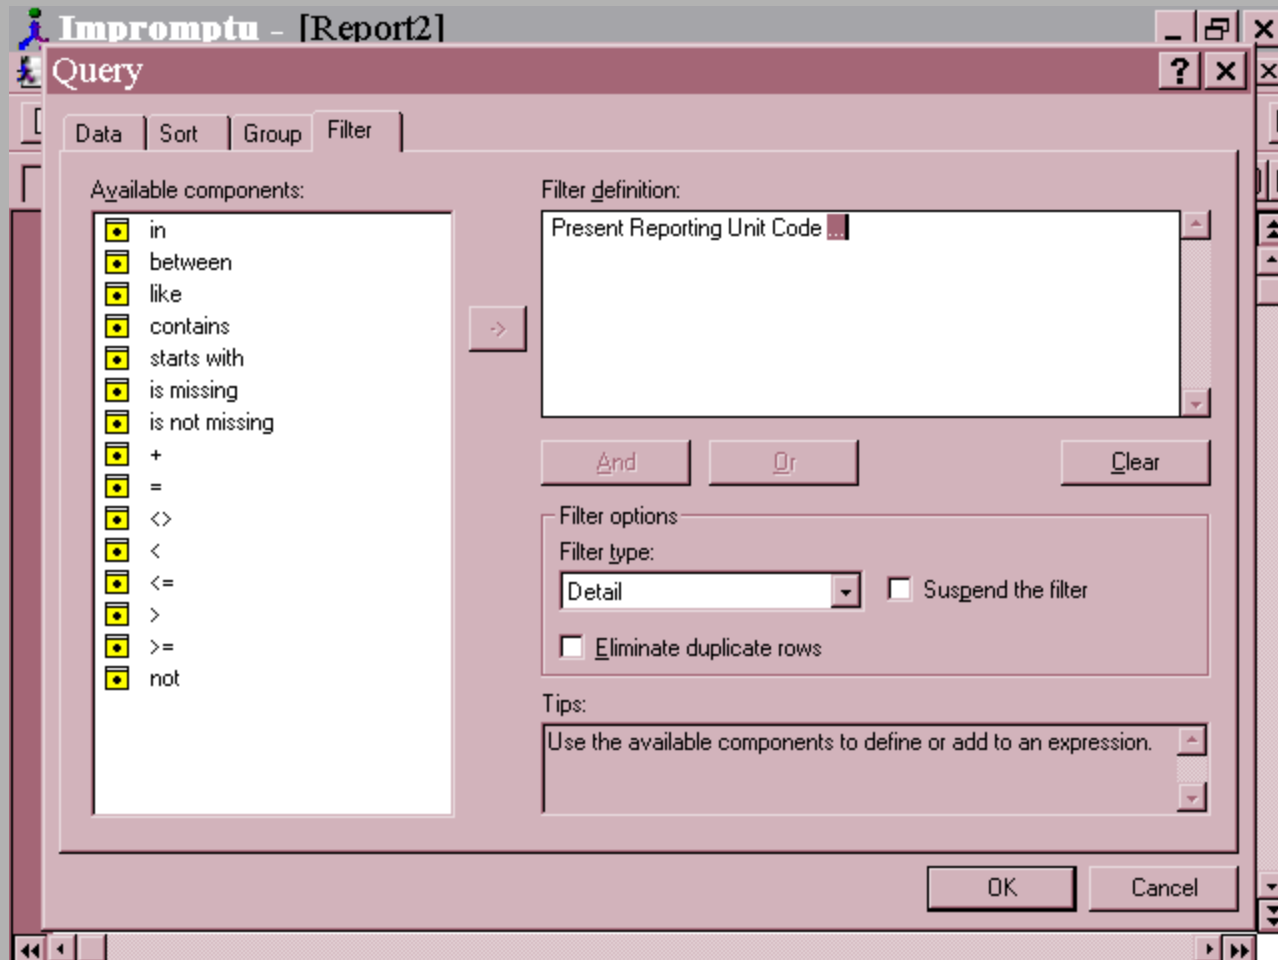 Impromptu - [Report2]
Query
Data Sort Group Filter
Available components:
in
between
like
contains
starts with
is missing
is not missing
+
=
<>
<
<=
>
>=
not
->
Filter definition:
Present Reporting Unit Code ...
And Or Clear
Filter options
Filter type:
Detail
Suspend the filter
Eliminate duplicate rows
Tips:
Use the available components to define or add to an expression.
OK Cancel